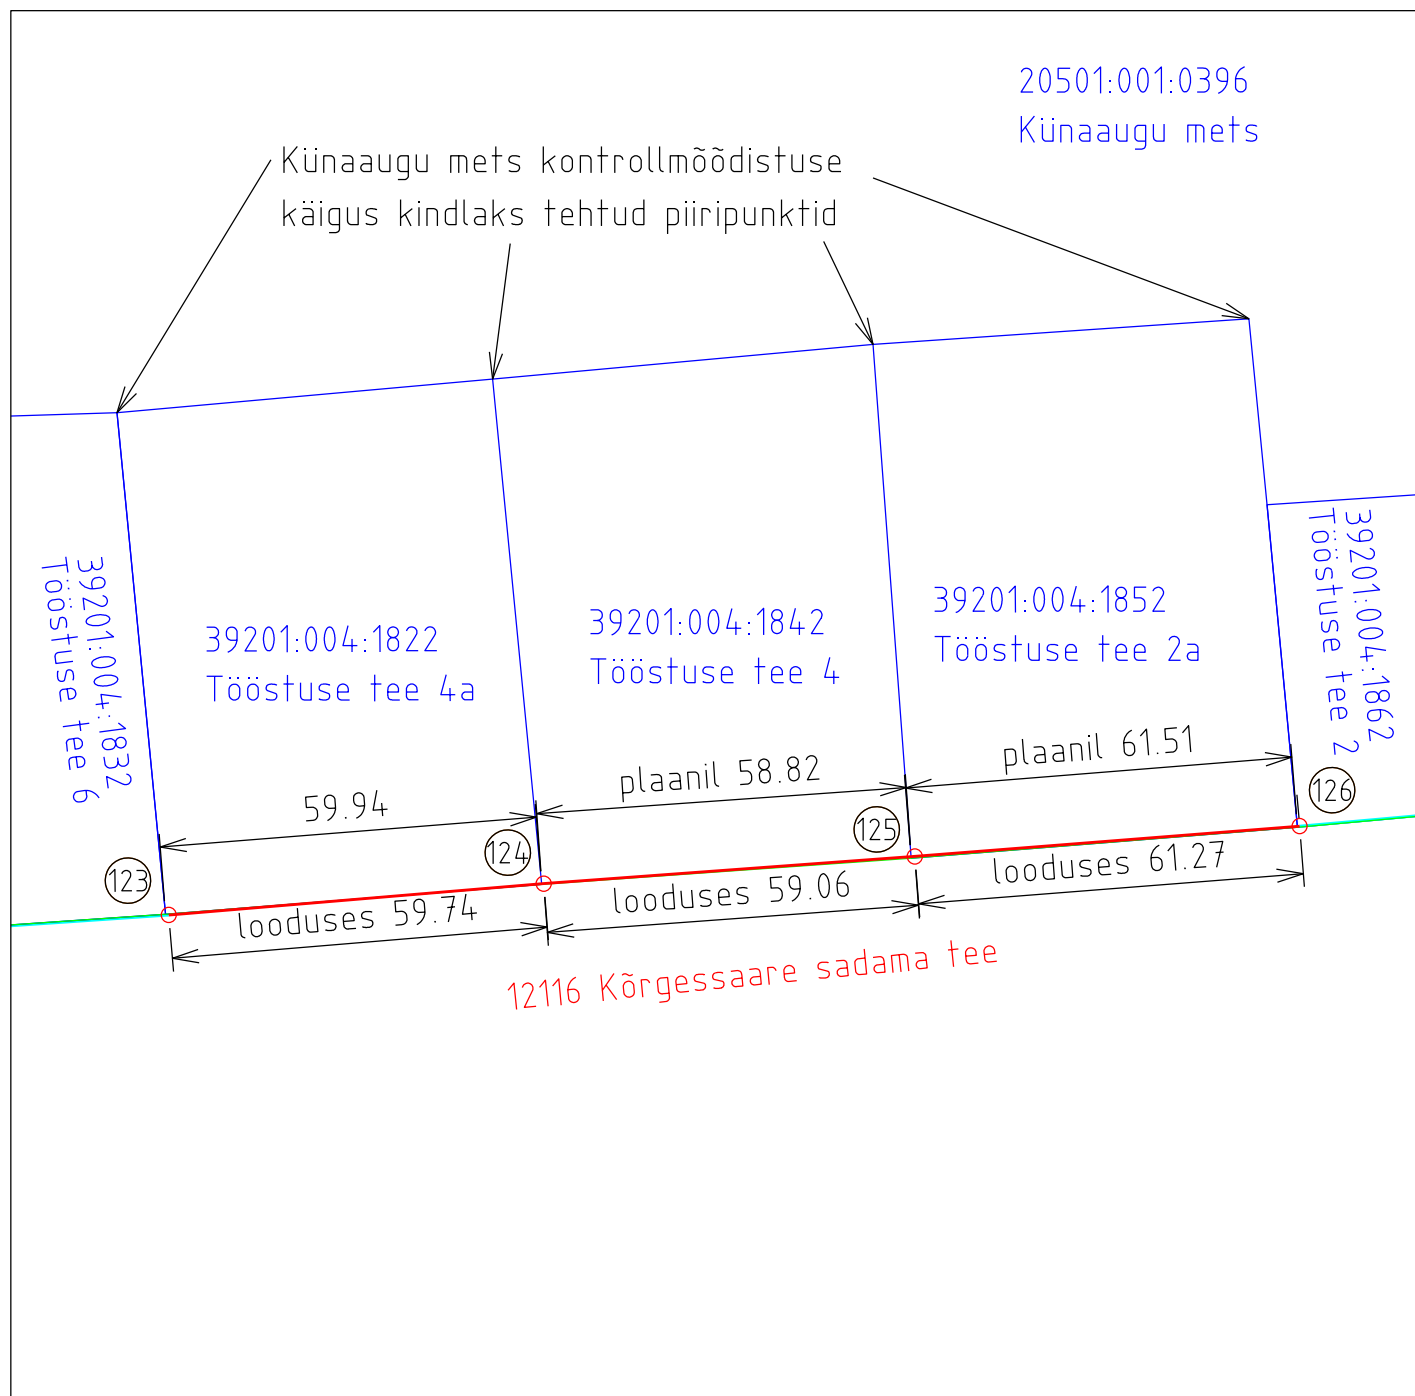 20501:001:0396
Künaaugu mets
Künaaugu mets kontrollmõõdistuse
käigus kindlaks tehtud piiripunktid
39201:004:1832
Tööstuse tee 6
39201:004:1822
Tööstuse tee 4a
39201:004:1842
Tööstuse tee 4
39201:004:1852
Tööstuse tee 2a
39201:004:1862
Tööstuse tee 2
59.94
plaanil 58.82
plaanil 61.51
123
124
125
126
looduses 59.74
looduses 59.06
looduses 61.27
12116 Kõrgessaare sadama tee